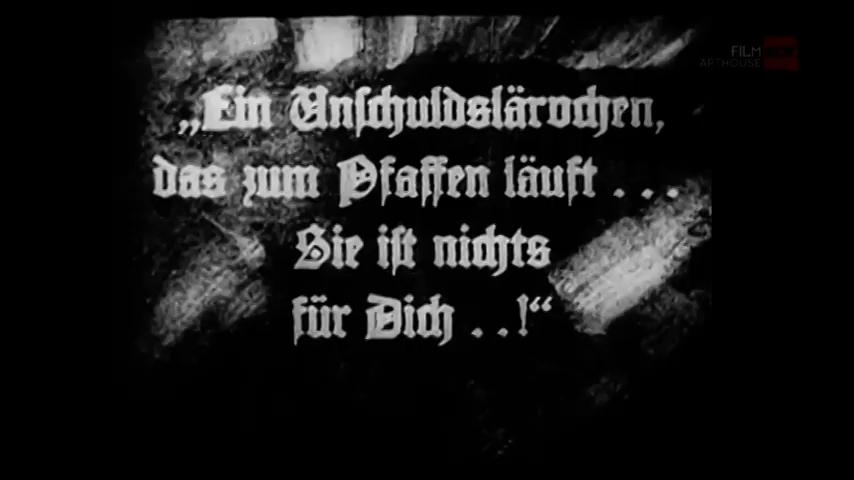 FILM
ARTHOUSE
„Ein Unschuldslärvchen,
das zum Pfaffen läuft . . .
Sie ist nichts
für Dich . .!“